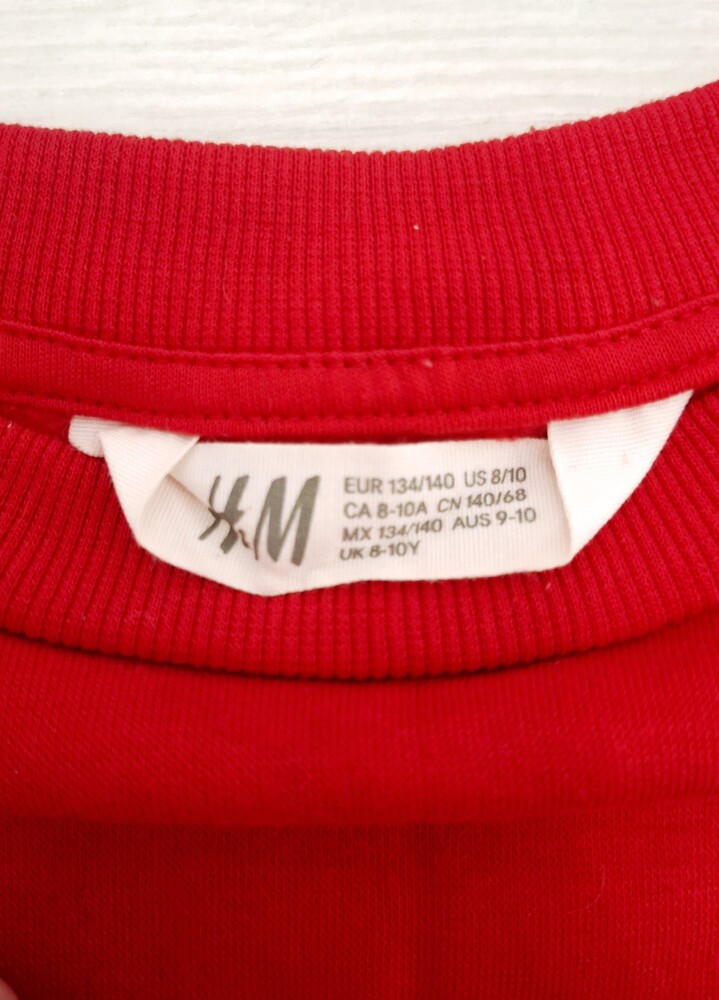 H&M
EUR 134/140 US 8/10
CA 8-10A CN 140/68
MX 134/140 AUS 9-10
UK 8-10Y